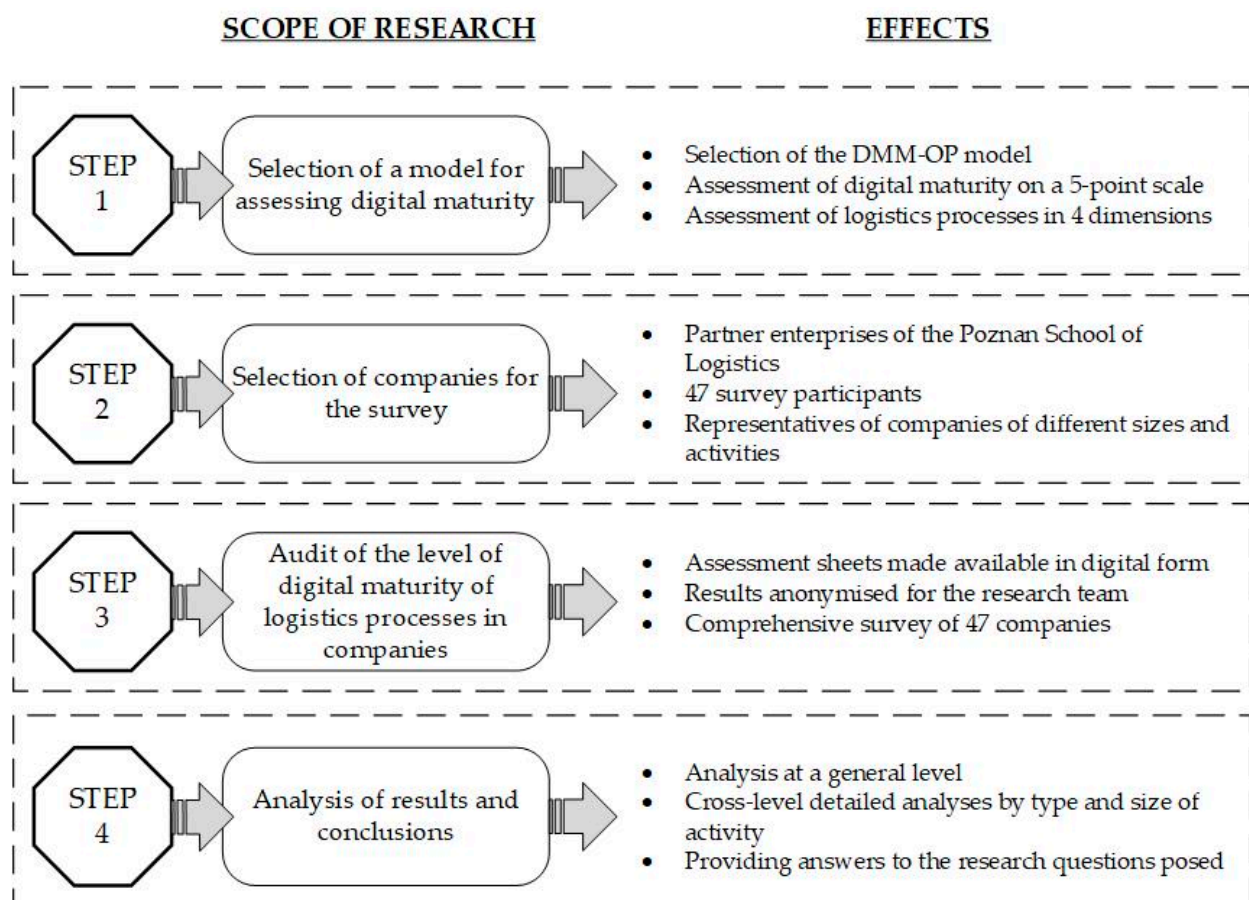 SCOPE OF RESEARCH
EFFECTS
STEP
1
Selection of a model for
assessing digital maturity
• Selection of the DMM-OP model
• Assessment of digital maturity on a 5-point scale
• Assessment of logistics processes in 4 dimensions
STEP
2
Selection of companies for
the survey
• Partner enterprises of the Poznan School of
Logistics
• 47 survey participants
• Representatives of companies of different sizes and
activities
STEP
3
Audit of the level of
digital maturity of
logistics processes in
companies
• Assessment sheets made available in digital form
• Results anonymised for the research team
• Comprehensive survey of 47 companies
STEP
4
Analysis of results and
conclusions
• Analysis at a general level
• Cross-level detailed analyses by type and size of
activity
• Providing answers to the research questions posed